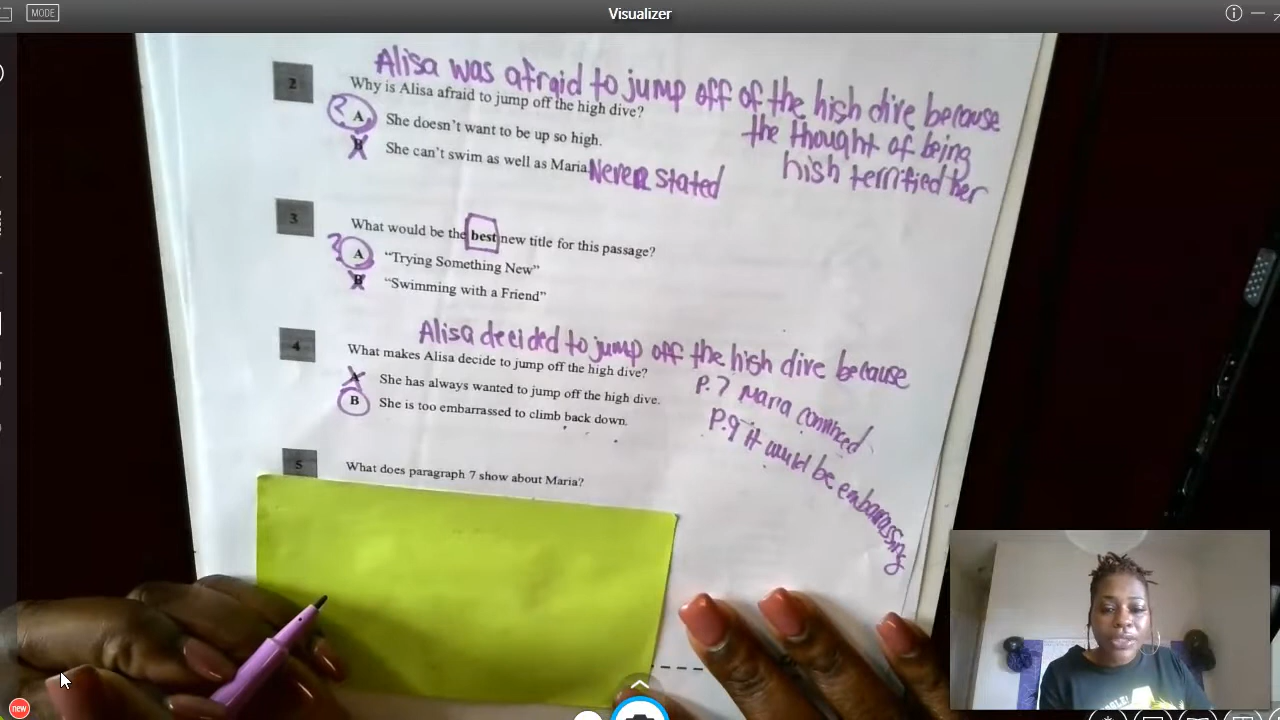 MODE
Visualizer
Alisa was afraid to jump off of the high dive because
the thought of being
high terrified her
2
Why is Alisa afraid to jump off the high dive?
?
A
She doesn't want to be up so high.
B
She can't swim as well as Maria
Never stated
3
What would be the best new title for this passage?
?
A
"Trying Something New"
B
"Swimming with a Friend"
Alisa decided to jump off the high dive because
4
What makes Alisa decide to jump off the high dive?
A
She has always wanted to jump off the high dive.
B
She is too embarrassed to climb back down.
P.7 Maria convinced
P.9 it would be embarassing
5
What does paragraph 7 show about Maria?
new